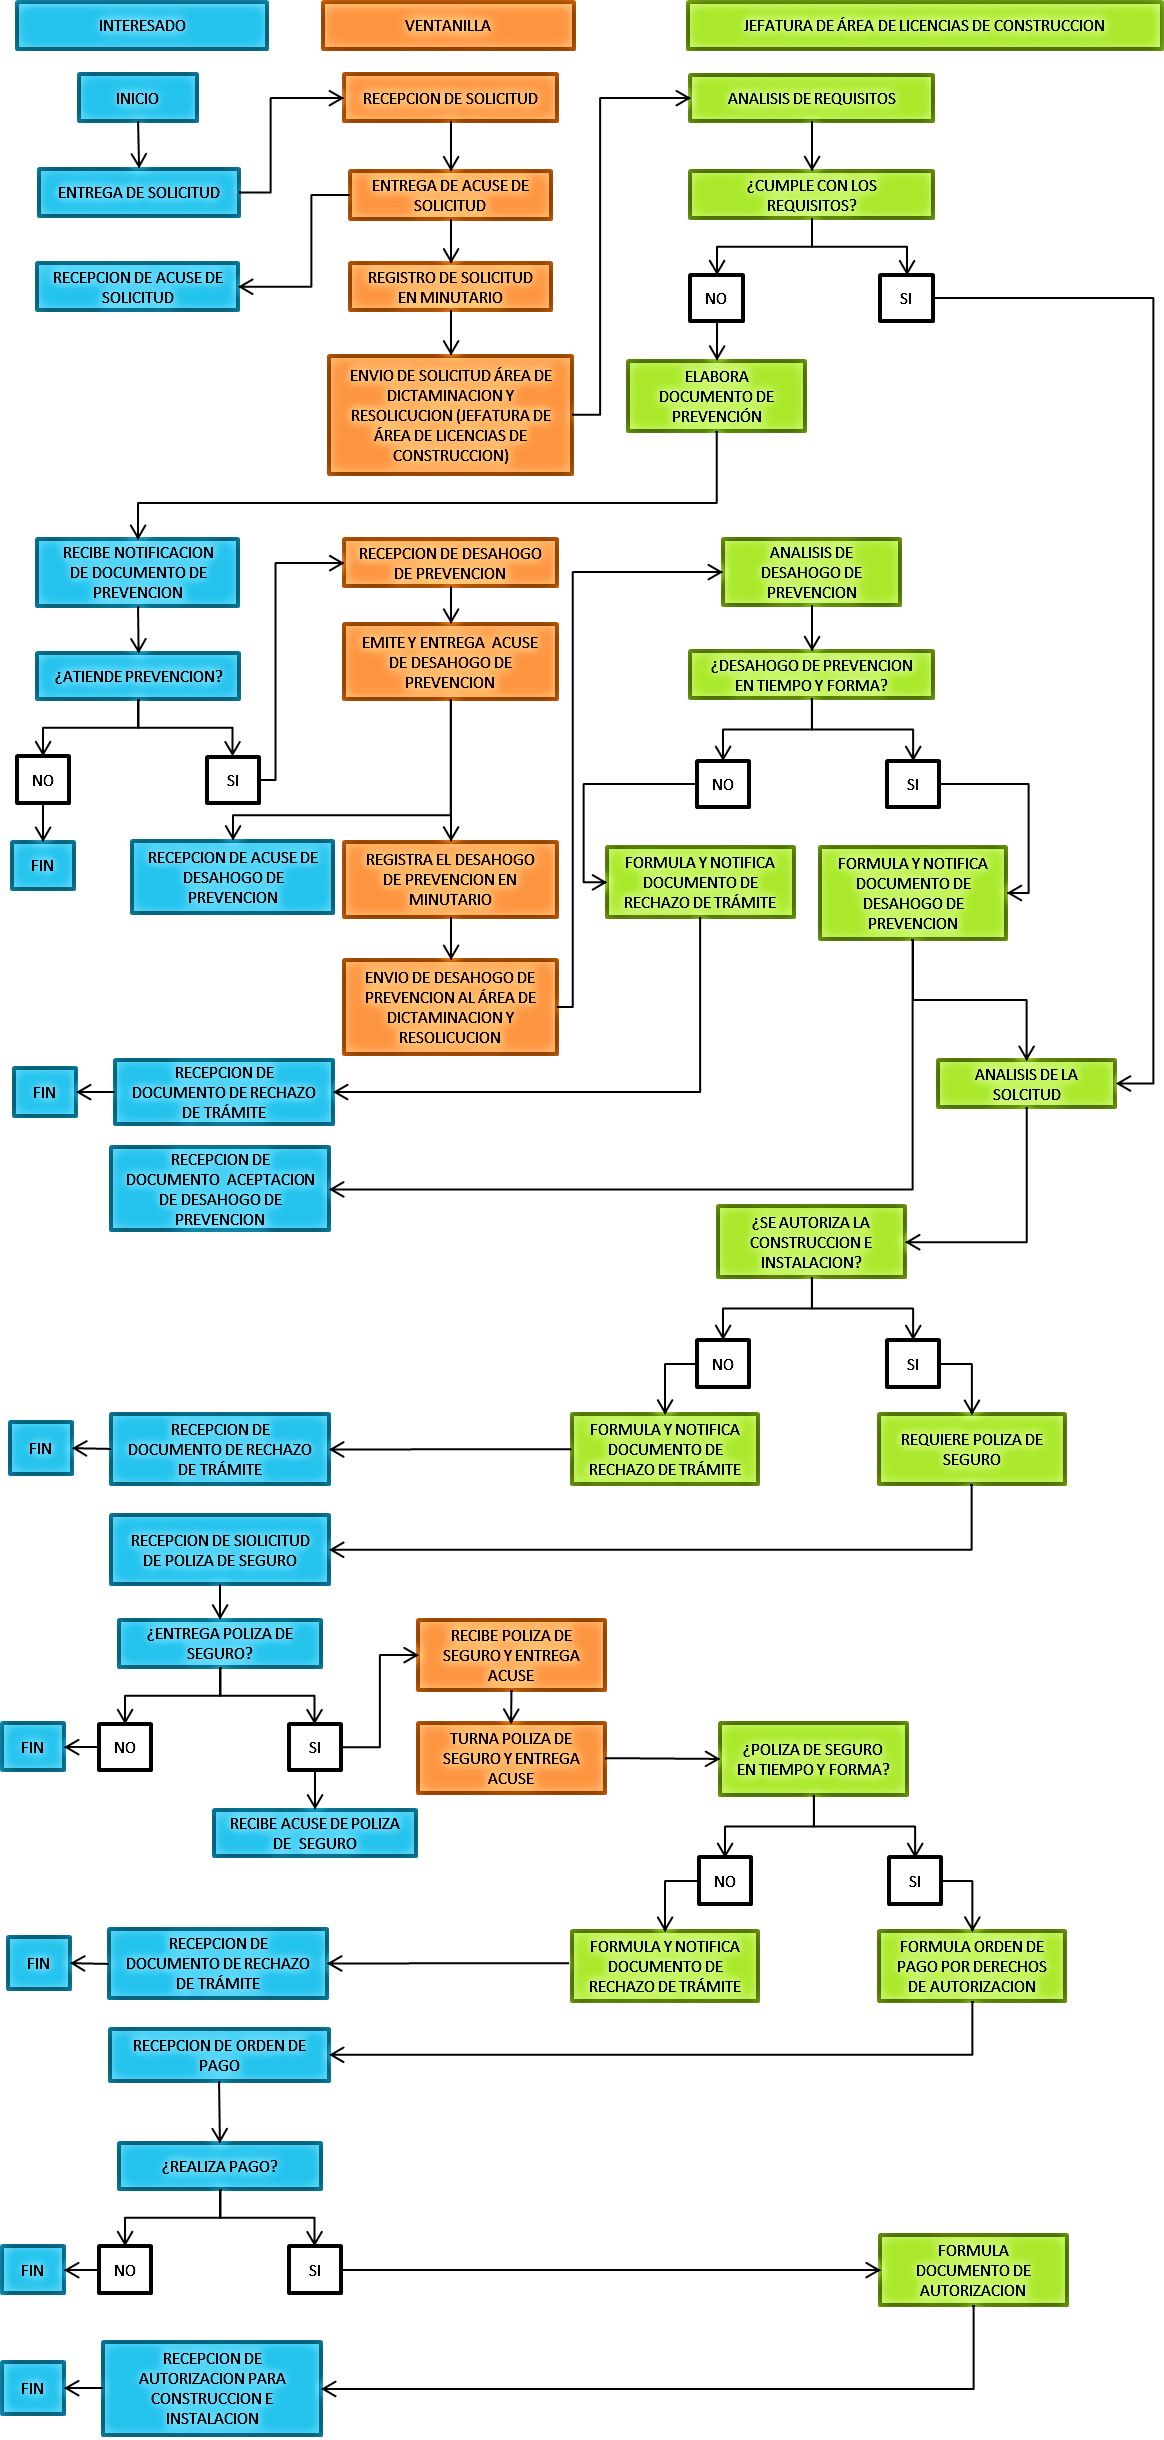 INTERESADO
VENTANILLA
JEFATURA DE ÁREA DE LICENCIAS DE CONSTRUCCION
INICIO
RECEPCION DE SOLICITUD
ANALISIS DE REQUISITOS
ENTREGA DE SOLICITUD
ENTREGA DE ACUSE DE
SOLICITUD
¿CUMPLE CON LOS
REQUISITOS?
RECEPCION DE ACUSE DE
SOLICITUD
REGISTRO DE SOLICITUD
EN MINUTARIO
NO
SI
ENVIO DE SOLICITUD ÁREA DE
DICTAMINACION Y
RESOLICUCION (JEFATURA DE
ÁREA DE LICENCIAS DE
CONSTRUCCION)
ELABORA
DOCUMENTO DE
PREVENCIÓN
RECIBE NOTIFICACION
DE DOCUMENTO DE
PREVENCION
RECEPCION DE DESAHOGO
DE PREVENCION
ANALISIS DE
DESAHOGO DE
PREVENCION
¿ATIENDE PREVENCION?
EMITE Y ENTREGA  ACUSE
DE DESAHOGO DE
PREVENCION
¿DESAHOGO DE PREVENCION
EN TIEMPO Y FORMA?
NO
SI
NO
SI
FIN
RECEPCION DE ACUSE DE
DESAHOGO DE
PREVENCION
REGISTRA EL DESAHOGO
DE PREVENCION EN
MINUTARIO
FORMULA Y NOTIFICA
DOCUMENTO DE
RECHAZO DE TRÁMITE
FORMULA Y NOTIFICA
DOCUMENTO DE
DESAHOGO DE
PREVENCION
ENVIO DE DESAHOGO DE
PREVENCION AL ÁREA DE
DICTAMINACION Y
RESOLICUCION
FIN
RECEPCION DE
DOCUMENTO DE RECHAZO
DE TRÁMITE
ANALISIS DE LA
SOLCITUD
RECEPCION DE
DOCUMENTO  ACEPTACION
DE DESAHOGO DE
PREVENCION
¿SE AUTORIZA LA
CONSTRUCCION E
INSTALACION?
NO
SI
FIN
RECEPCION DE
DOCUMENTO DE RECHAZO
DE TRÁMITE
FORMULA Y NOTIFICA
DOCUMENTO DE
RECHAZO DE TRÁMITE
REQUIERE POLIZA DE
SEGURO
RECEPCION DE SIOLICITUD
DE POLIZA DE SEGURO
¿ENTREGA POLIZA DE
SEGURO?
RECIBE POLIZA DE
SEGURO Y ENTREGA
ACUSE
FIN
NO
SI
TURNA POLIZA DE
SEGURO Y ENTREGA
ACUSE
¿POLIZA DE SEGURO
EN TIEMPO Y FORMA?
RECIBE ACUSE DE POLIZA
DE  SEGURO
NO
SI
FIN
RECEPCION DE
DOCUMENTO DE RECHAZO
DE TRÁMITE
FORMULA Y NOTIFICA
DOCUMENTO DE
RECHAZO DE TRÁMITE
FORMULA ORDEN DE
PAGO POR DERECHOS
DE AUTORIZACION
RECEPCION DE ORDEN DE
PAGO
¿REALIZA PAGO?
FIN
NO
SI
FORMULA
DOCUMENTO DE
AUTORIZACION
FIN
RECEPCION DE
AUTORIZACION PARA
CONSTRUCCION E
INSTALACION